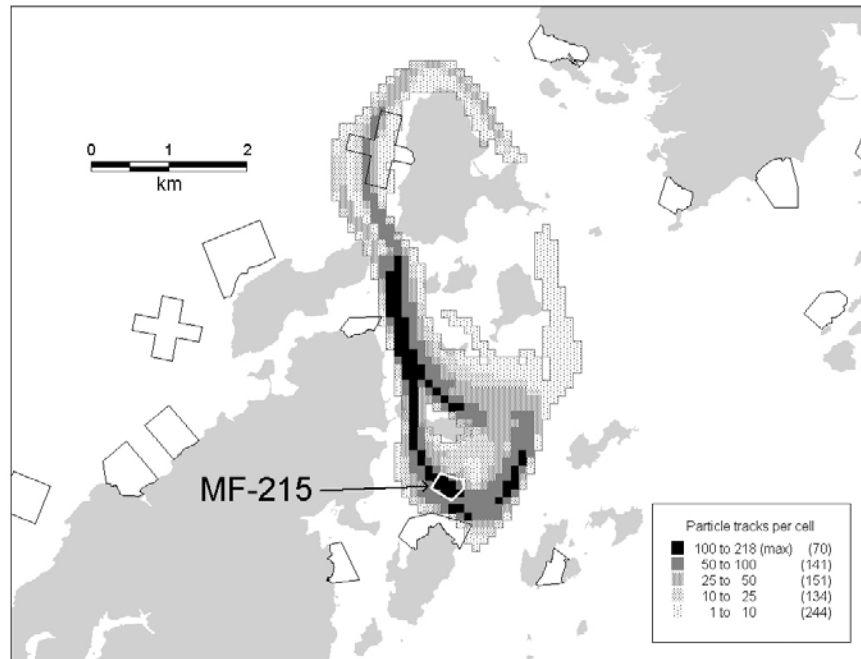 0 1 2
km
MF-215
Particle tracks per cell
100 to 218 (max) (70)
50 to 100 (141)
25 to 50 (151)
10 to 25 (134)
1 to 10 (244)